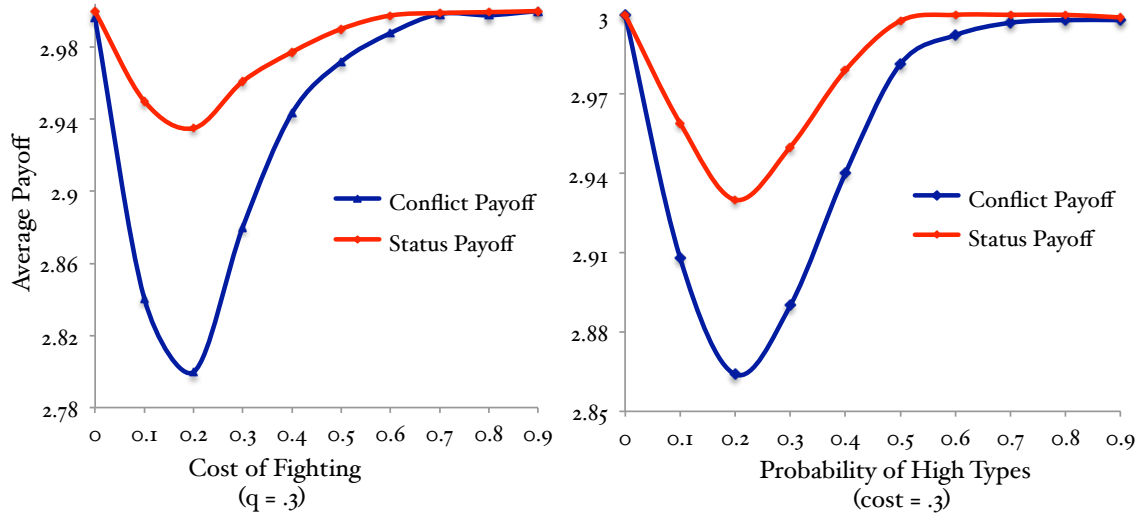 Average Payoff
2.98
2.94
2.9
2.86
2.82
2.78
0 0.1 0.2 0.3 0.4 0.5 0.6 0.7 0.8 0.9
Conflict Payoff
Status Payoff
Cost of Fighting
(q = .3)
3
2.97
2.94
2.91
2.88
2.85
0 0.1 0.2 0.3 0.4 0.5 0.6 0.7 0.8 0.9
Conflict Payoff
Status Payoff
Probability of High Types
(cost = .3)